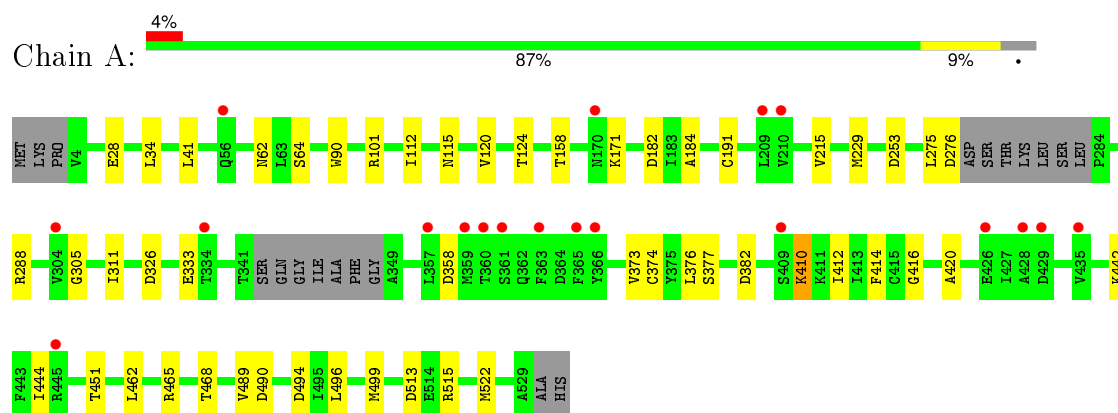 4%
Chain A:
87% 9% •
MET LYS PRO V4 E28 L34 L41 Q56 N62 L63 S64 W90 R101 I112 N115 V120 T124 T158 N170 K171 D182 I183 A184 C191 L209 V210 V215 M229 D253 L275 D276 ASP SER THR LYS LEU SER LEU P284
R288 V304 G305 I311 D326 E333 T334 T341 SER GLN GLY ILE ALA PHE GLY A349 L357 D358 M359 T360 S361 Q362 F363 D364 F365 Y366 V373 C374 Y375 L376 S377 D382 S409 K410 K411 I412 I413 F414 C415 G416 A420 E426 I427 A428 D429 V435 K442
F443 I444 R445 T451 L462 R465 T468 V489 D490 D494 I495 L496 M499 D513 E514 R515 M522 A529 ALA HIS